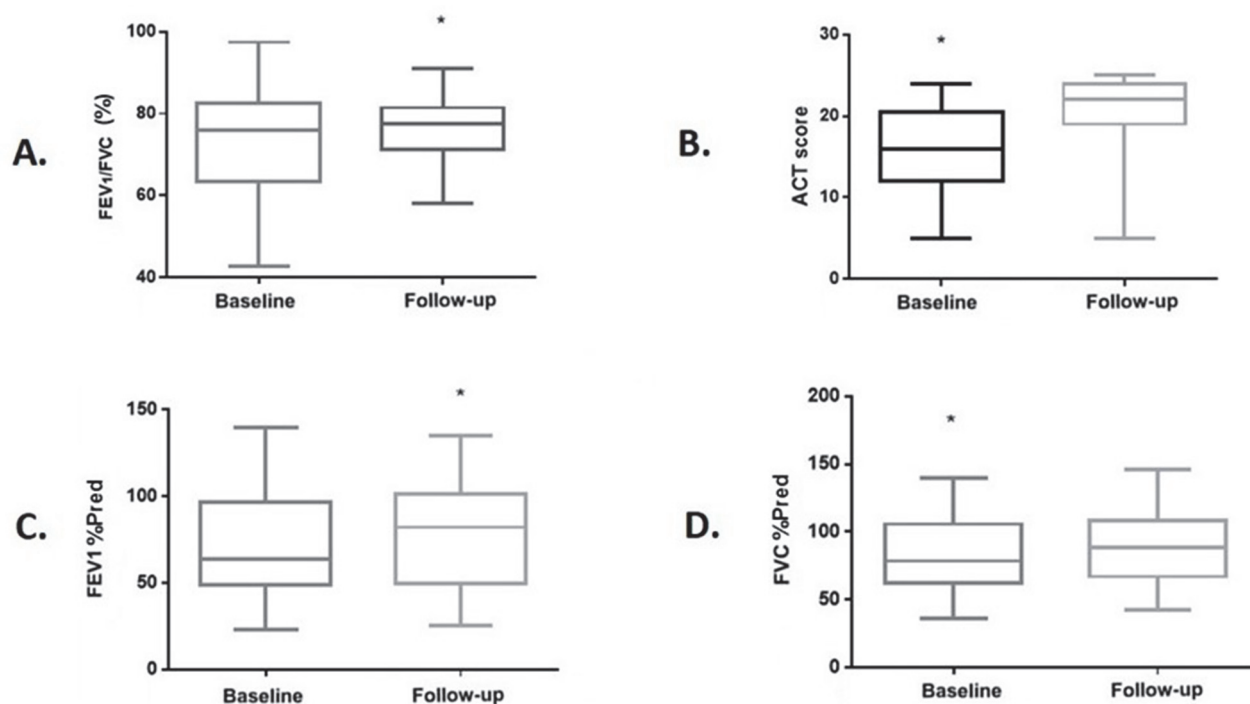 A.
FEV₁/FVC (%)
100
80
60
40
*
Baseline
Follow-up
B.
ACT score
30
20
10
0
*
Baseline
Follow-up
C.
FEV1 %Pred
150
100
50
0
*
Baseline
Follow-up
D.
FVC %Pred
200
150
100
50
0
*
Baseline
Follow-up